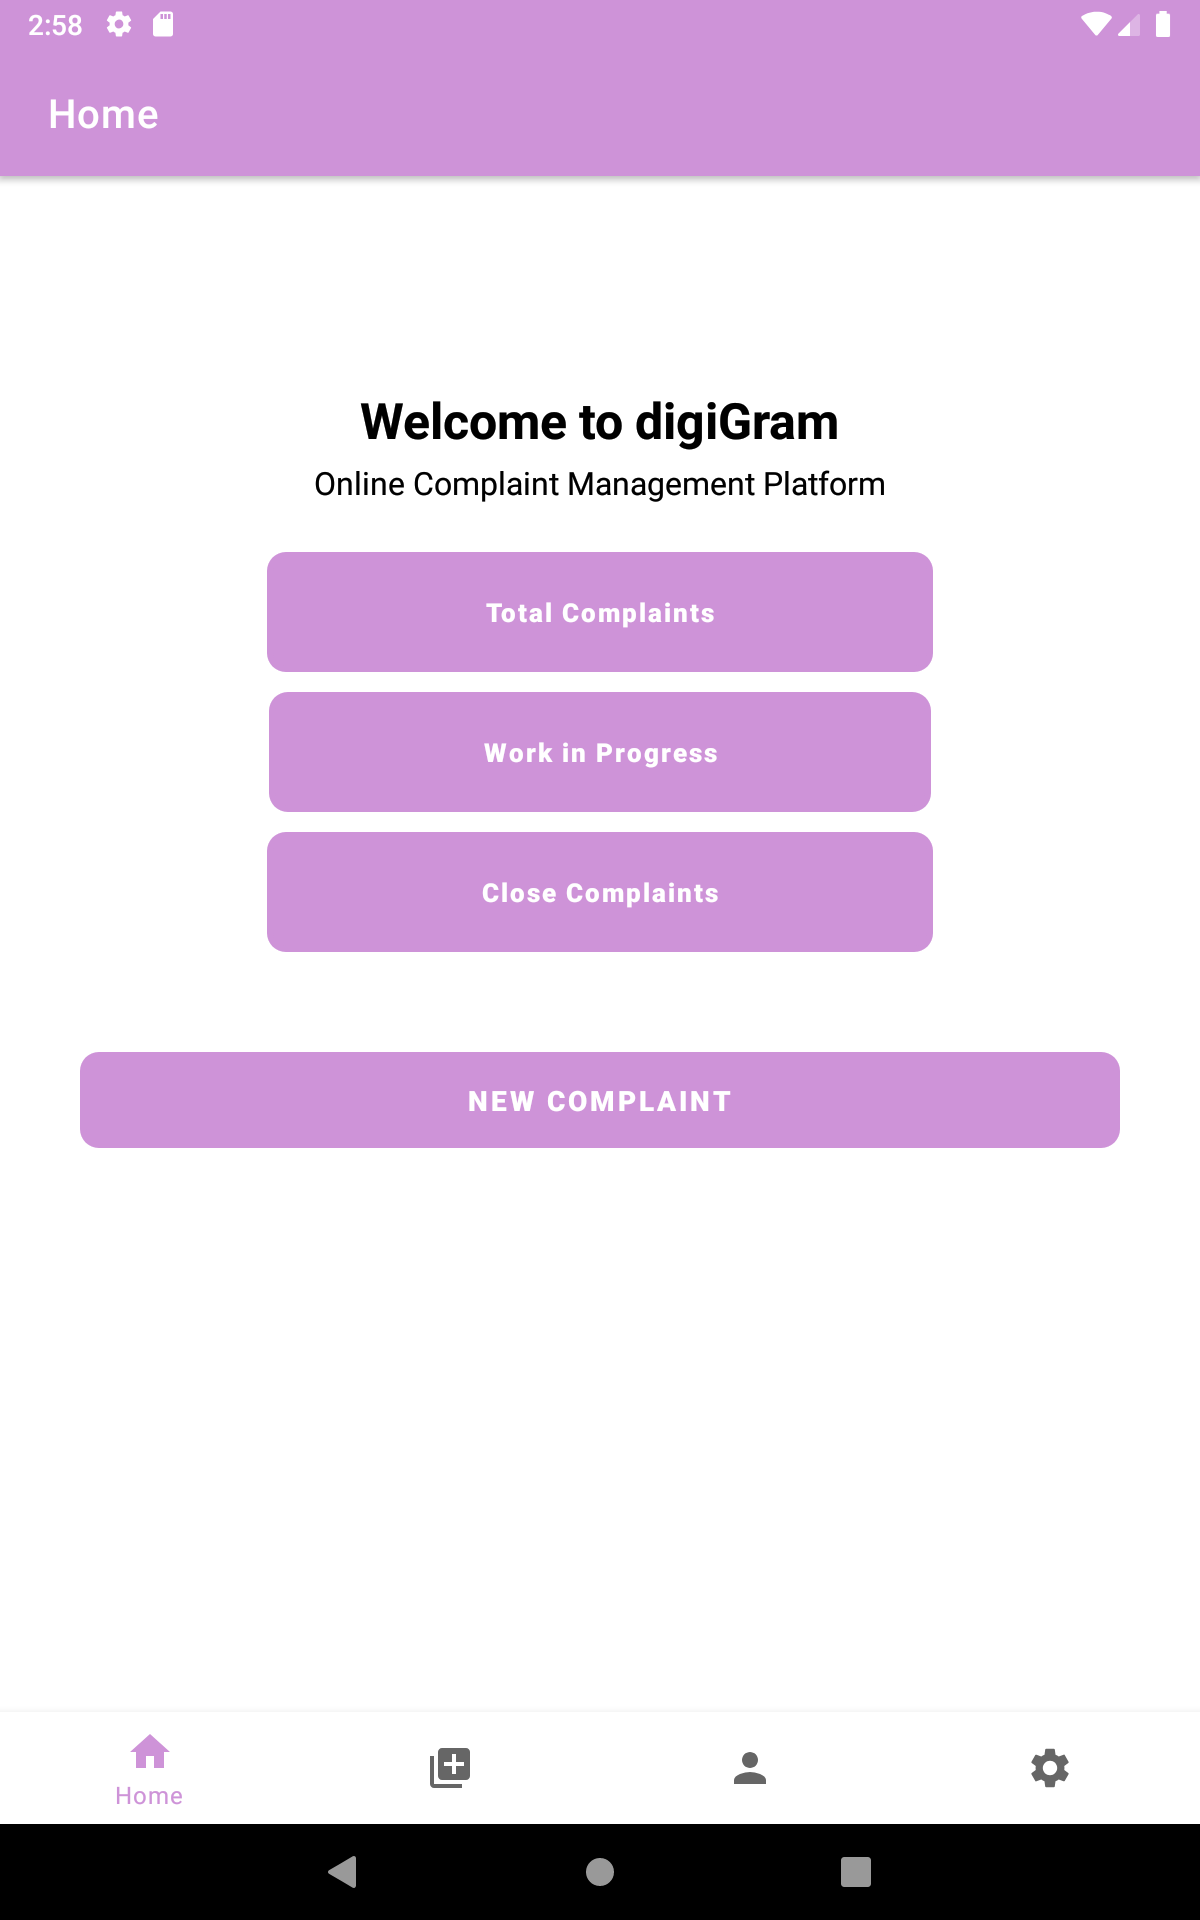 2:58
Home
Welcome to digiGram
Online Complaint Management Platform
Total Complaints
Work in Progress
Close Complaints
NEW COMPLAINT
Home